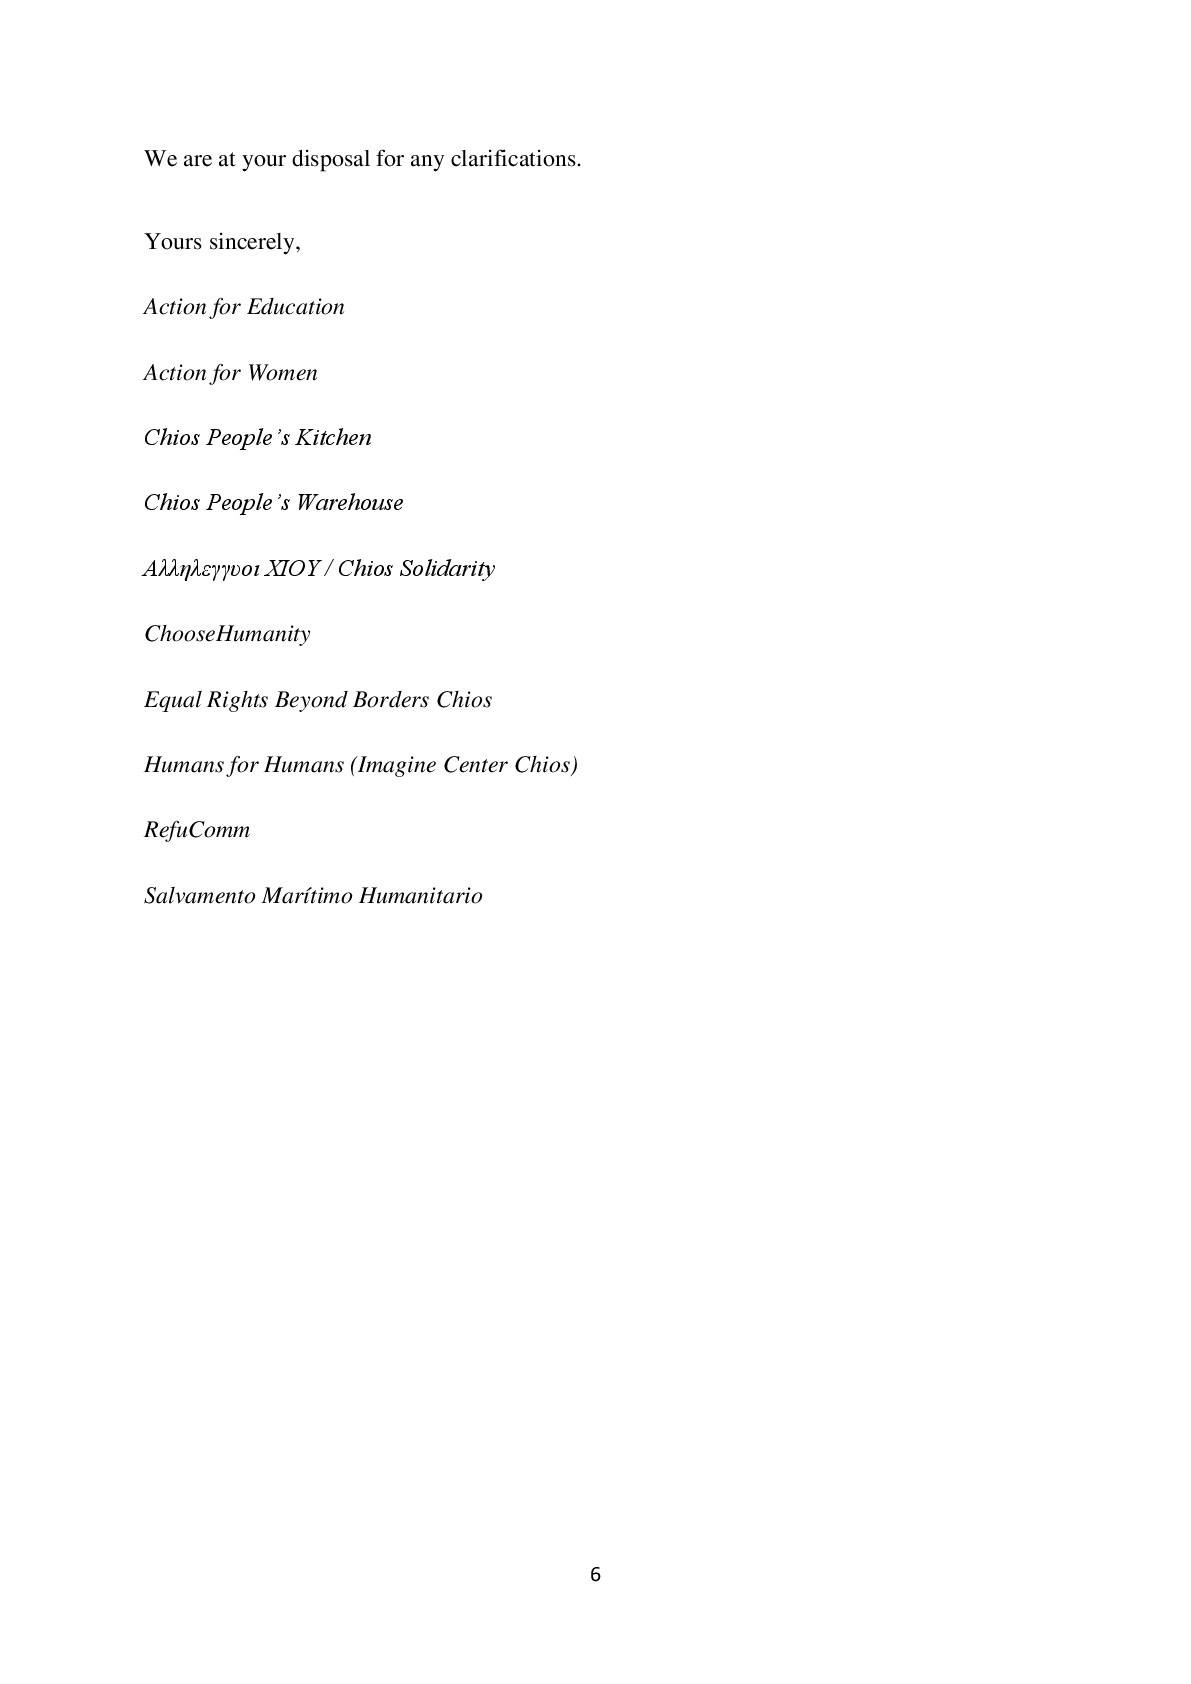 We are at your disposal for any clarifications.
Yours sincerely,
Action for Education
Action for Women
Chios People’s Kitchen
Chios People’s Warehouse
Αλληλεγγυοι ΧΙΟΥ / Chios Solidarity
ChooseHumanity
Equal Rights Beyond Borders Chios
Humans for Humans (Imagine Center Chios)
RefuComm
Salvamento Marítimo Humanitario
6